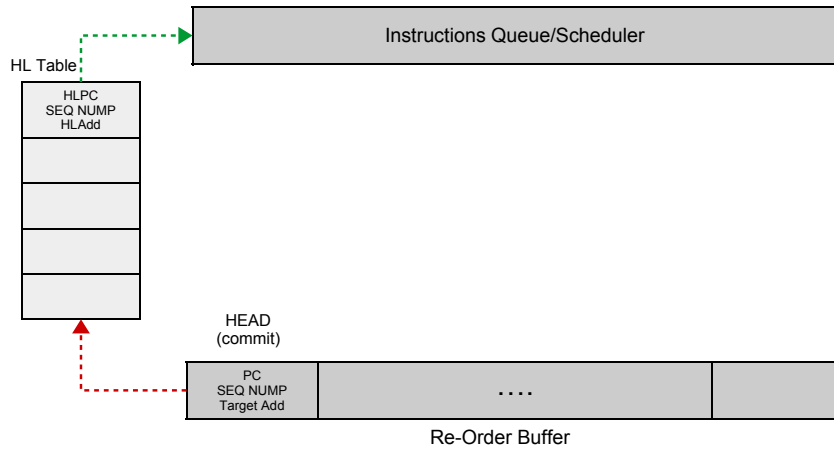 Instructions Queue/Scheduler
HL Table
HLPC
SEQ NUMP
HLAdd
HEAD
(commit)
PC
SEQ NUMP
Target Add
....
Re-Order Buffer